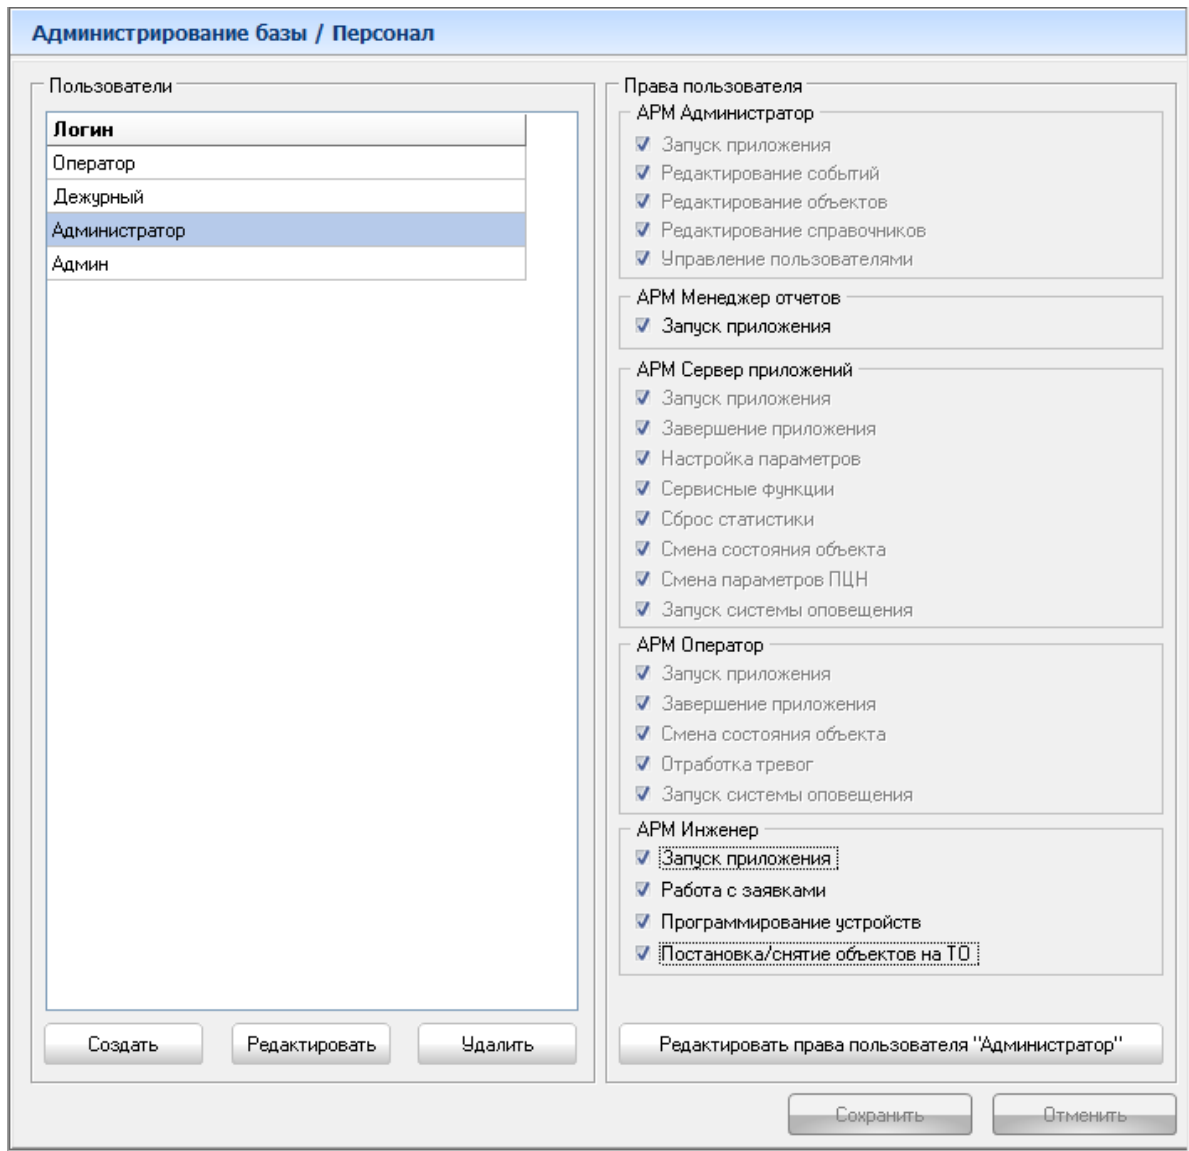 Администрирование базы / Персонал
Пользователи
Логин
Оператор
Дежурный
Администратор
Админ
Создать
Редактировать
Удалить
Права пользователя
АРМ Администратор
Запуск приложения
Редактирование событий
Редактирование объектов
Редактирование справочников
Управление пользователями
АРМ Менеджер отчетов
Запуск приложения
АРМ Сервер приложений
Запуск приложения
Завершение приложения
Настройка параметров
Сервисные функции
Сброс статистики
Смена состояния объекта
Смена параметров ПЦН
Запуск системы оповещения
АРМ Оператор
Запуск приложения
Завершение приложения
Смена состояния объекта
Отработка тревог
Запуск системы оповещения
АРМ Инженер
Запуск приложения
Работа с заявками
Программирование устройств
Постановка/снятие объектов на ТО
Редактировать права пользователя "Администратор"
Сохранить
Отменить